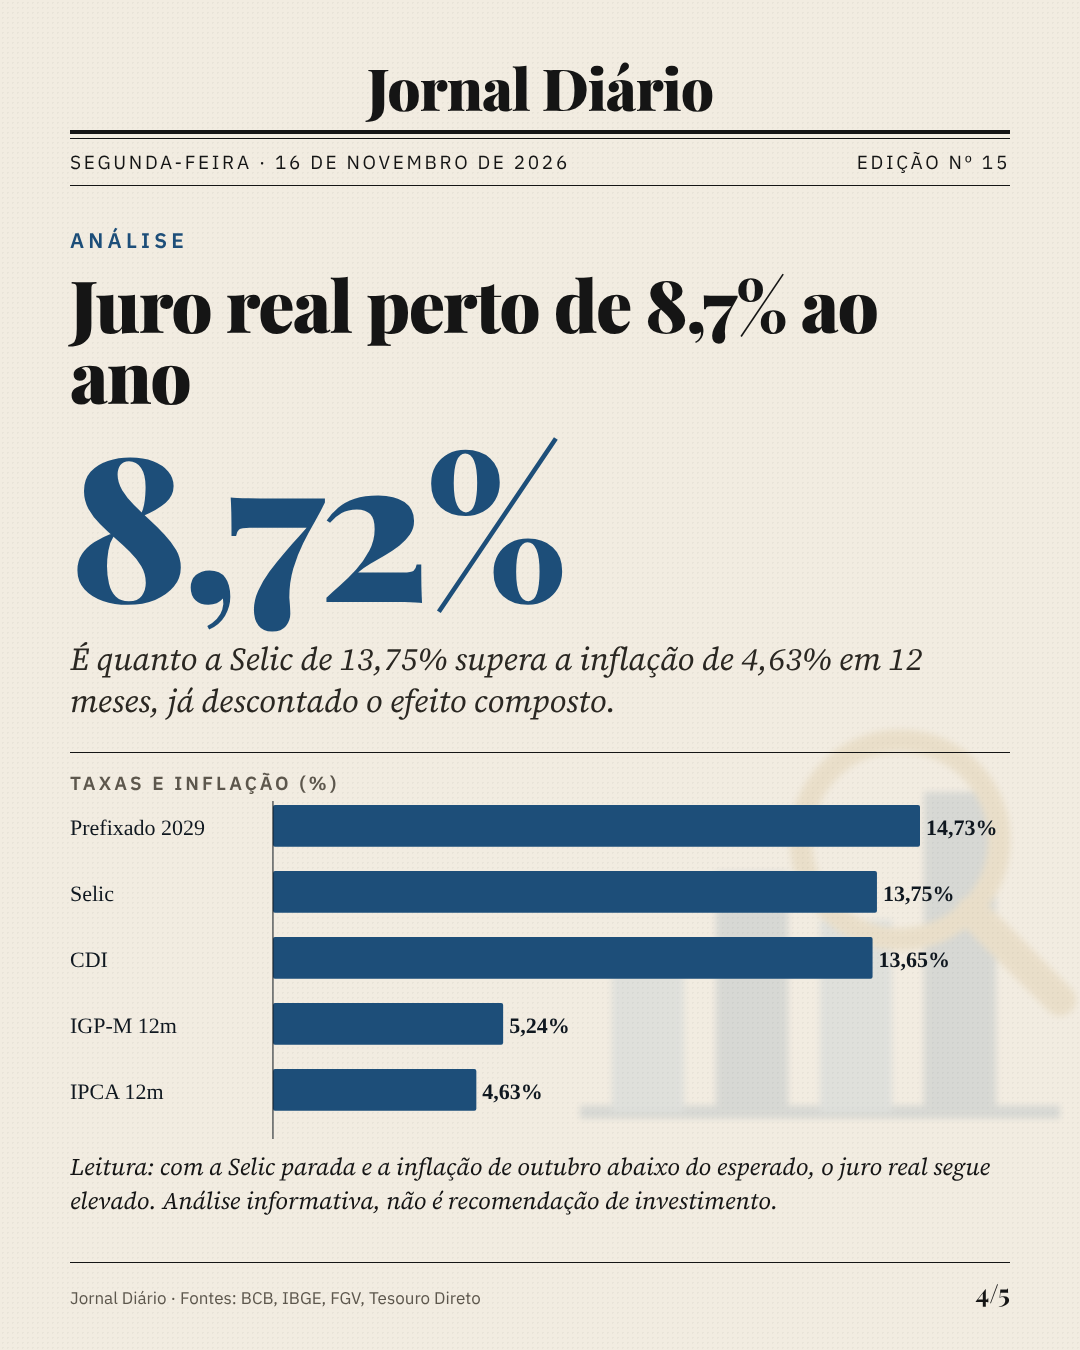 Jornal Diário
SEGUNDA-FEIRA · 16 DE NOVEMBRO DE 2026
EDIÇÃO Nº 15
ANÁLISE
Juro real perto de 8,7% ao
ano
8,72%
É quanto a Selic de 13,75% supera a inflação de 4,63% em 12
meses, já descontado o efeito composto.
TAXAS E INFLAÇÃO (%)
Prefixado 2029 14,73%
Selic 13,75%
CDI 13,65%
IGP-M 12m 5,24%
IPCA 12m 4,63%
Leitura: com a Selic parada e a inflação de outubro abaixo do esperado, o juro real segue
elevado. Análise informativa, não é recomendação de investimento.
Jornal Diário · Fontes: BCB, IBGE, FGV, Tesouro Direto
4/5